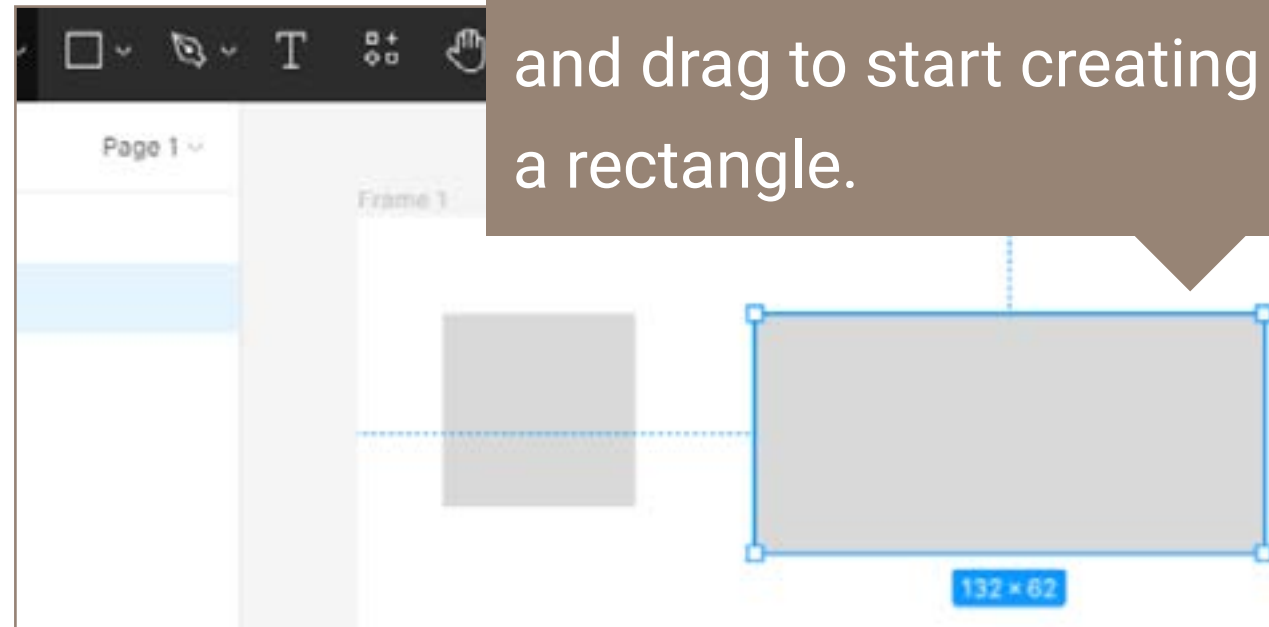 and drag to start creating
a rectangle.
Page 1
Frame 1
132 × 62